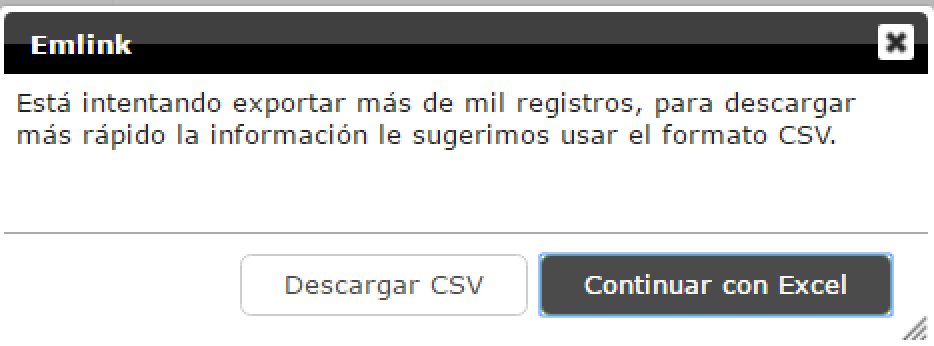 Emlink
Está intentando exportar más de mil registros, para descargar
más rápido la información le sugerimos usar el formato CSV.
Descargar CSV
Continuar con Excel